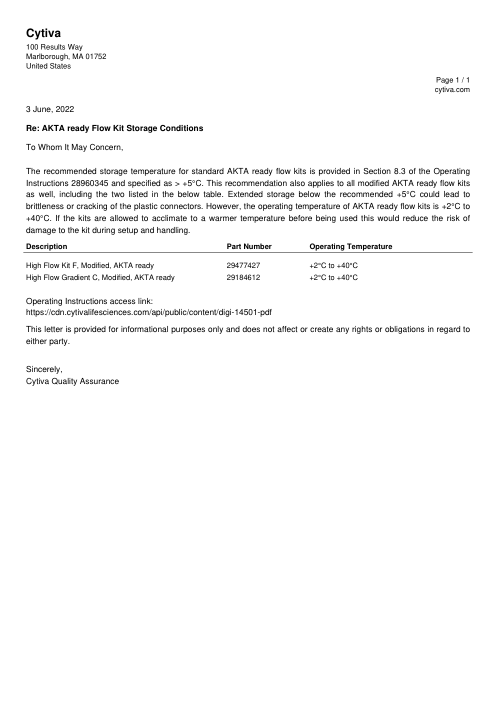 Cytiva
100 Results Way
Marlborough, MA 01752
United States
Page 1 / 1
cytiva.com
3 June, 2022
Re: AKTA ready Flow Kit Storage Conditions
To Whom It May Concern,
The recommended storage temperature for standard AKTA ready flow kits is provided in Section 8.3 of the Operating
Instructions 28960345 and specified as > +5°C. This recommendation also applies to all modified AKTA ready flow kits
as well, including the two listed in the below table. Extended storage below the recommended +5°C could lead to
brittleness or cracking of the plastic connectors. However, the operating temperature of AKTA ready flow kits is +2°C to
+40°C. If the kits are allowed to acclimate to a warmer temperature before being used this would reduce the risk of
damage to the kit during setup and handling.
Description Part Number Operating Temperature
High Flow Kit F, Modified, AKTA ready 29477427 +2°C to +40°C
High Flow Gradient C, Modified, AKTA ready 29184612 +2°C to +40°C
Operating Instructions access link:
https://cdn.cytivalifesciences.com/api/public/content/digi-14501-pdf
This letter is provided for informational purposes only and does not affect or create any rights or obligations in regard to
either party.
Sincerely,
Cytiva Quality Assurance